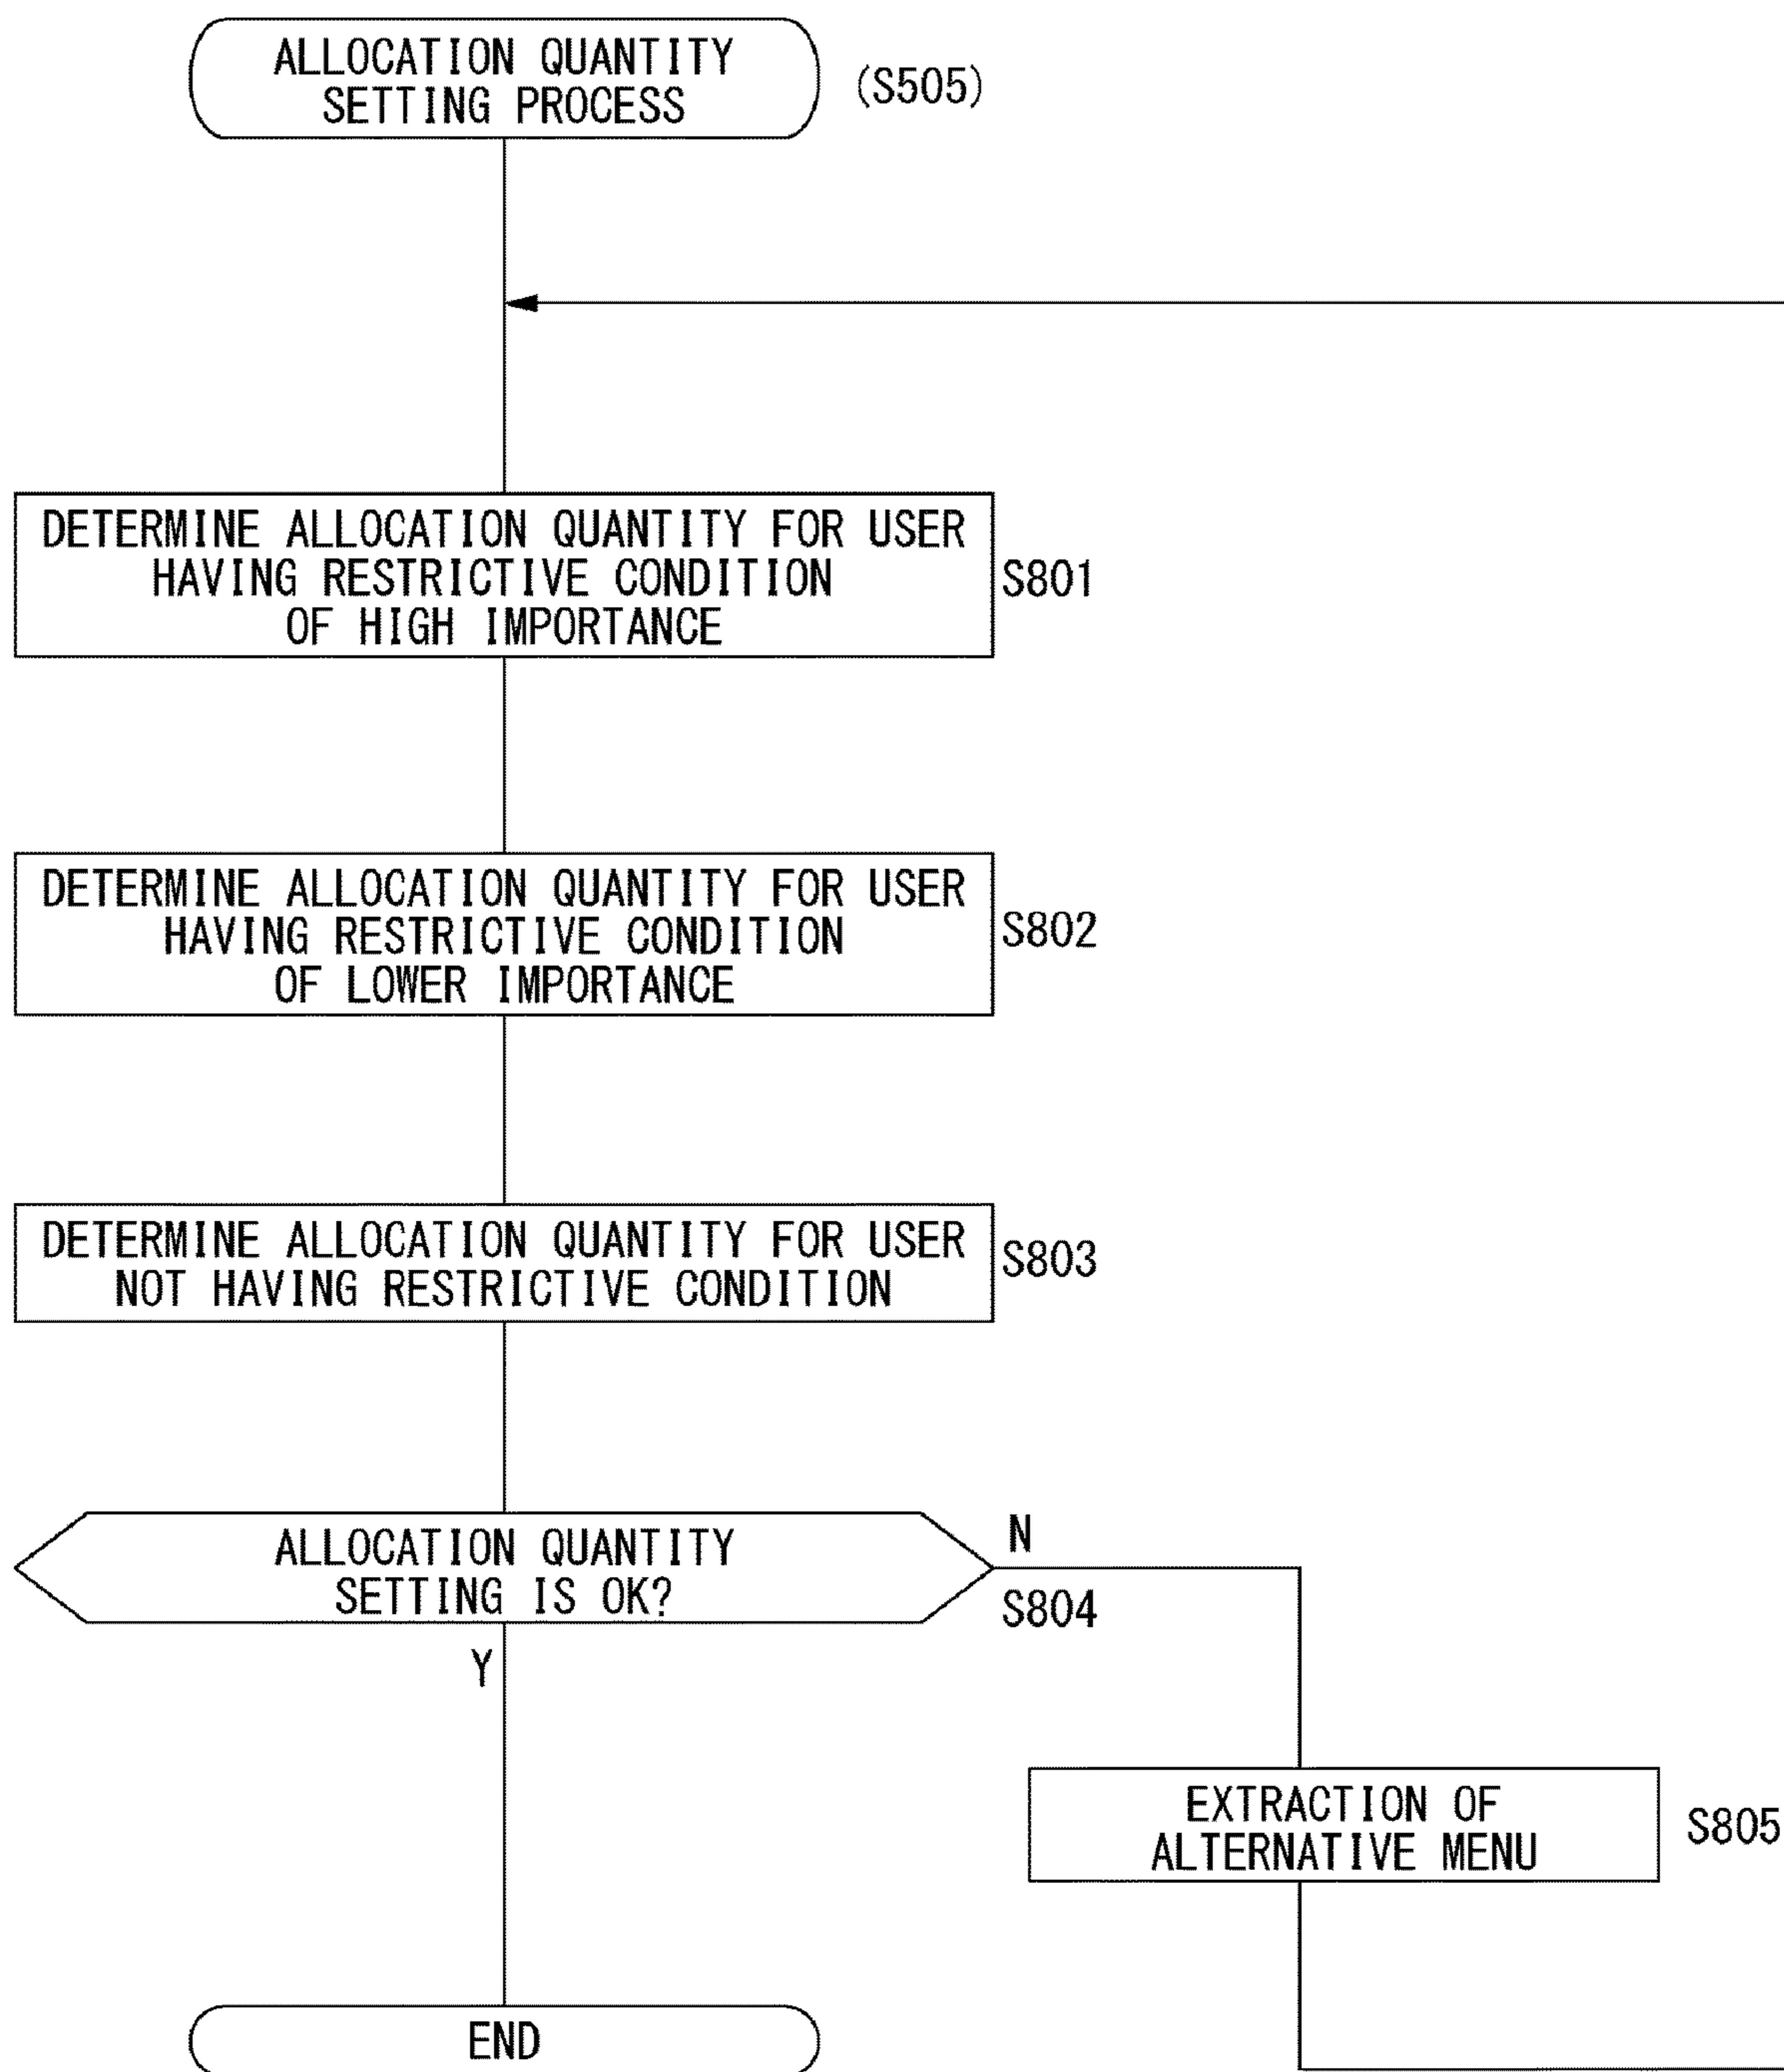 ALLOCATION QUANTITY
SETTING PROCESS
(S505)
DETERMINE ALLOCATION QUANTITY FOR USER
HAVING RESTRICTIVE CONDITION
OF HIGH IMPORTANCE
S801
DETERMINE ALLOCATION QUANTITY FOR USER
HAVING RESTRICTIVE CONDITION
OF LOWER IMPORTANCE
S802
DETERMINE ALLOCATION QUANTITY FOR USER
NOT HAVING RESTRICTIVE CONDITION
S803
ALLOCATION QUANTITY
SETTING IS OK?
N
S804
Y
EXTRACTION OF
ALTERNATIVE MENU
S805
END